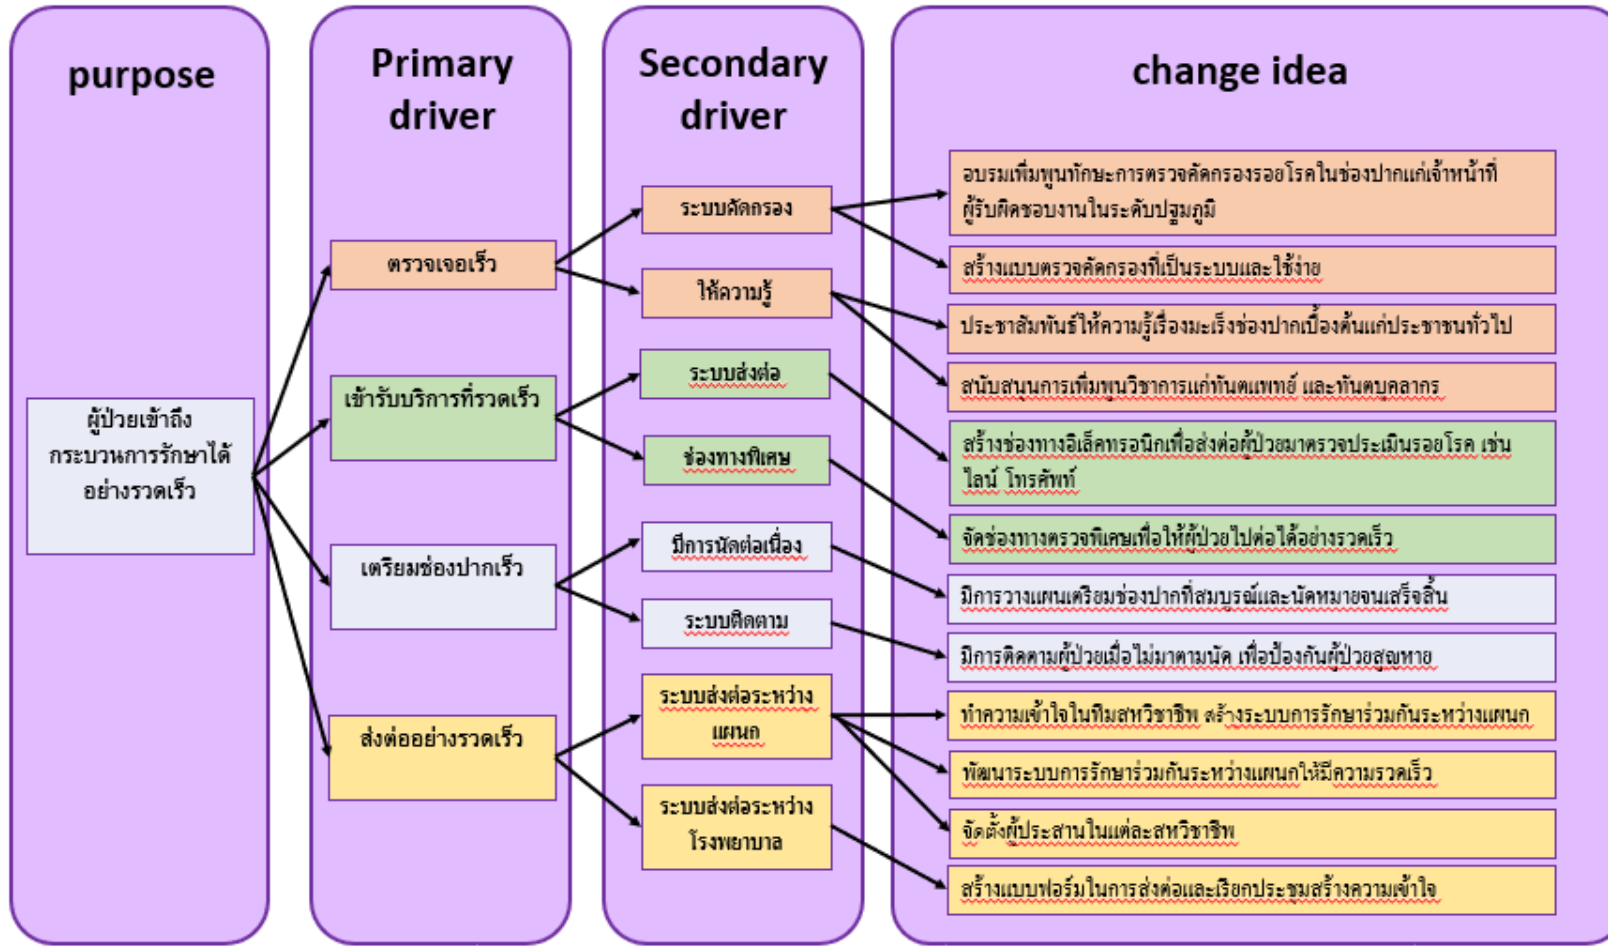 purpose
ผู้ป่วยเข้าถึง
กระบวนการรักษาได้
อย่างรวดเร็ว
Primary
driver
ตรวจเจอเร็ว
เข้ารับบริการที่รวดเร็ว
เตรียมช่องปากเร็ว
ส่งต่ออย่างรวดเร็ว
Secondary
driver
ระบบคัดกรอง
ให้ความรู้
ระบบส่งต่อ
ช่องทางพิเศษ
มีการนัดต่อเนื่อง
ระบบติดตาม
ระบบส่งต่อระหว่าง
แผนก
ระบบส่งต่อระหว่าง
โรงพยาบาล
change idea
อบรมเพิ่มพูนทักษะการตรวจคัดกรองรอยโรคในช่องปากแก่เจ้าหน้าที่
ผู้รับผิดชอบงานในระดับปฐมภูมิ
สร้างแบบตรวจคัดกรองที่เป็นระบบและใช้ง่าย
ประชาสัมพันธ์ให้ความรู้เรื่องมะเร็งช่องปากเบื้องต้นแก่ประชาชนทั่วไป
สนับสนุนการเพิ่มพูนวิชาการแก่ทันตแพทย์ และทันตบุคลากร
สร้างช่องทางอิเล็คทรอนิกเพื่อส่งต่อผู้ป่วยมาตรวจประเมินรอยโรค เช่น
ไลน์ โทรศัพท์
จัดช่องทางตรวจพิเศษเพื่อให้ผู้ป่วยไปต่อได้อย่างรวดเร็ว
มีการวางแผนเตรียมช่องปากที่สมบูรณ์และนัดหมายจนเสร็จสิ้น
มีการติดตามผู้ป่วยเมื่อไม่มาตามนัด เพื่อป้องกันผู้ป่วยสูญหาย
ทำความเข้าใจในทีมสหวิชาชีพ สร้างระบบการรักษาร่วมกันระหว่างแผนก
พัฒนาระบบการรักษาร่วมกันระหว่างแผนกให้มีความรวดเร็ว
จัดตั้งผู้ประสานในแต่ละสหวิชาชีพ
สร้างแบบฟอร์มในการส่งต่อและเรียกประชุมสร้างความเข้าใจ